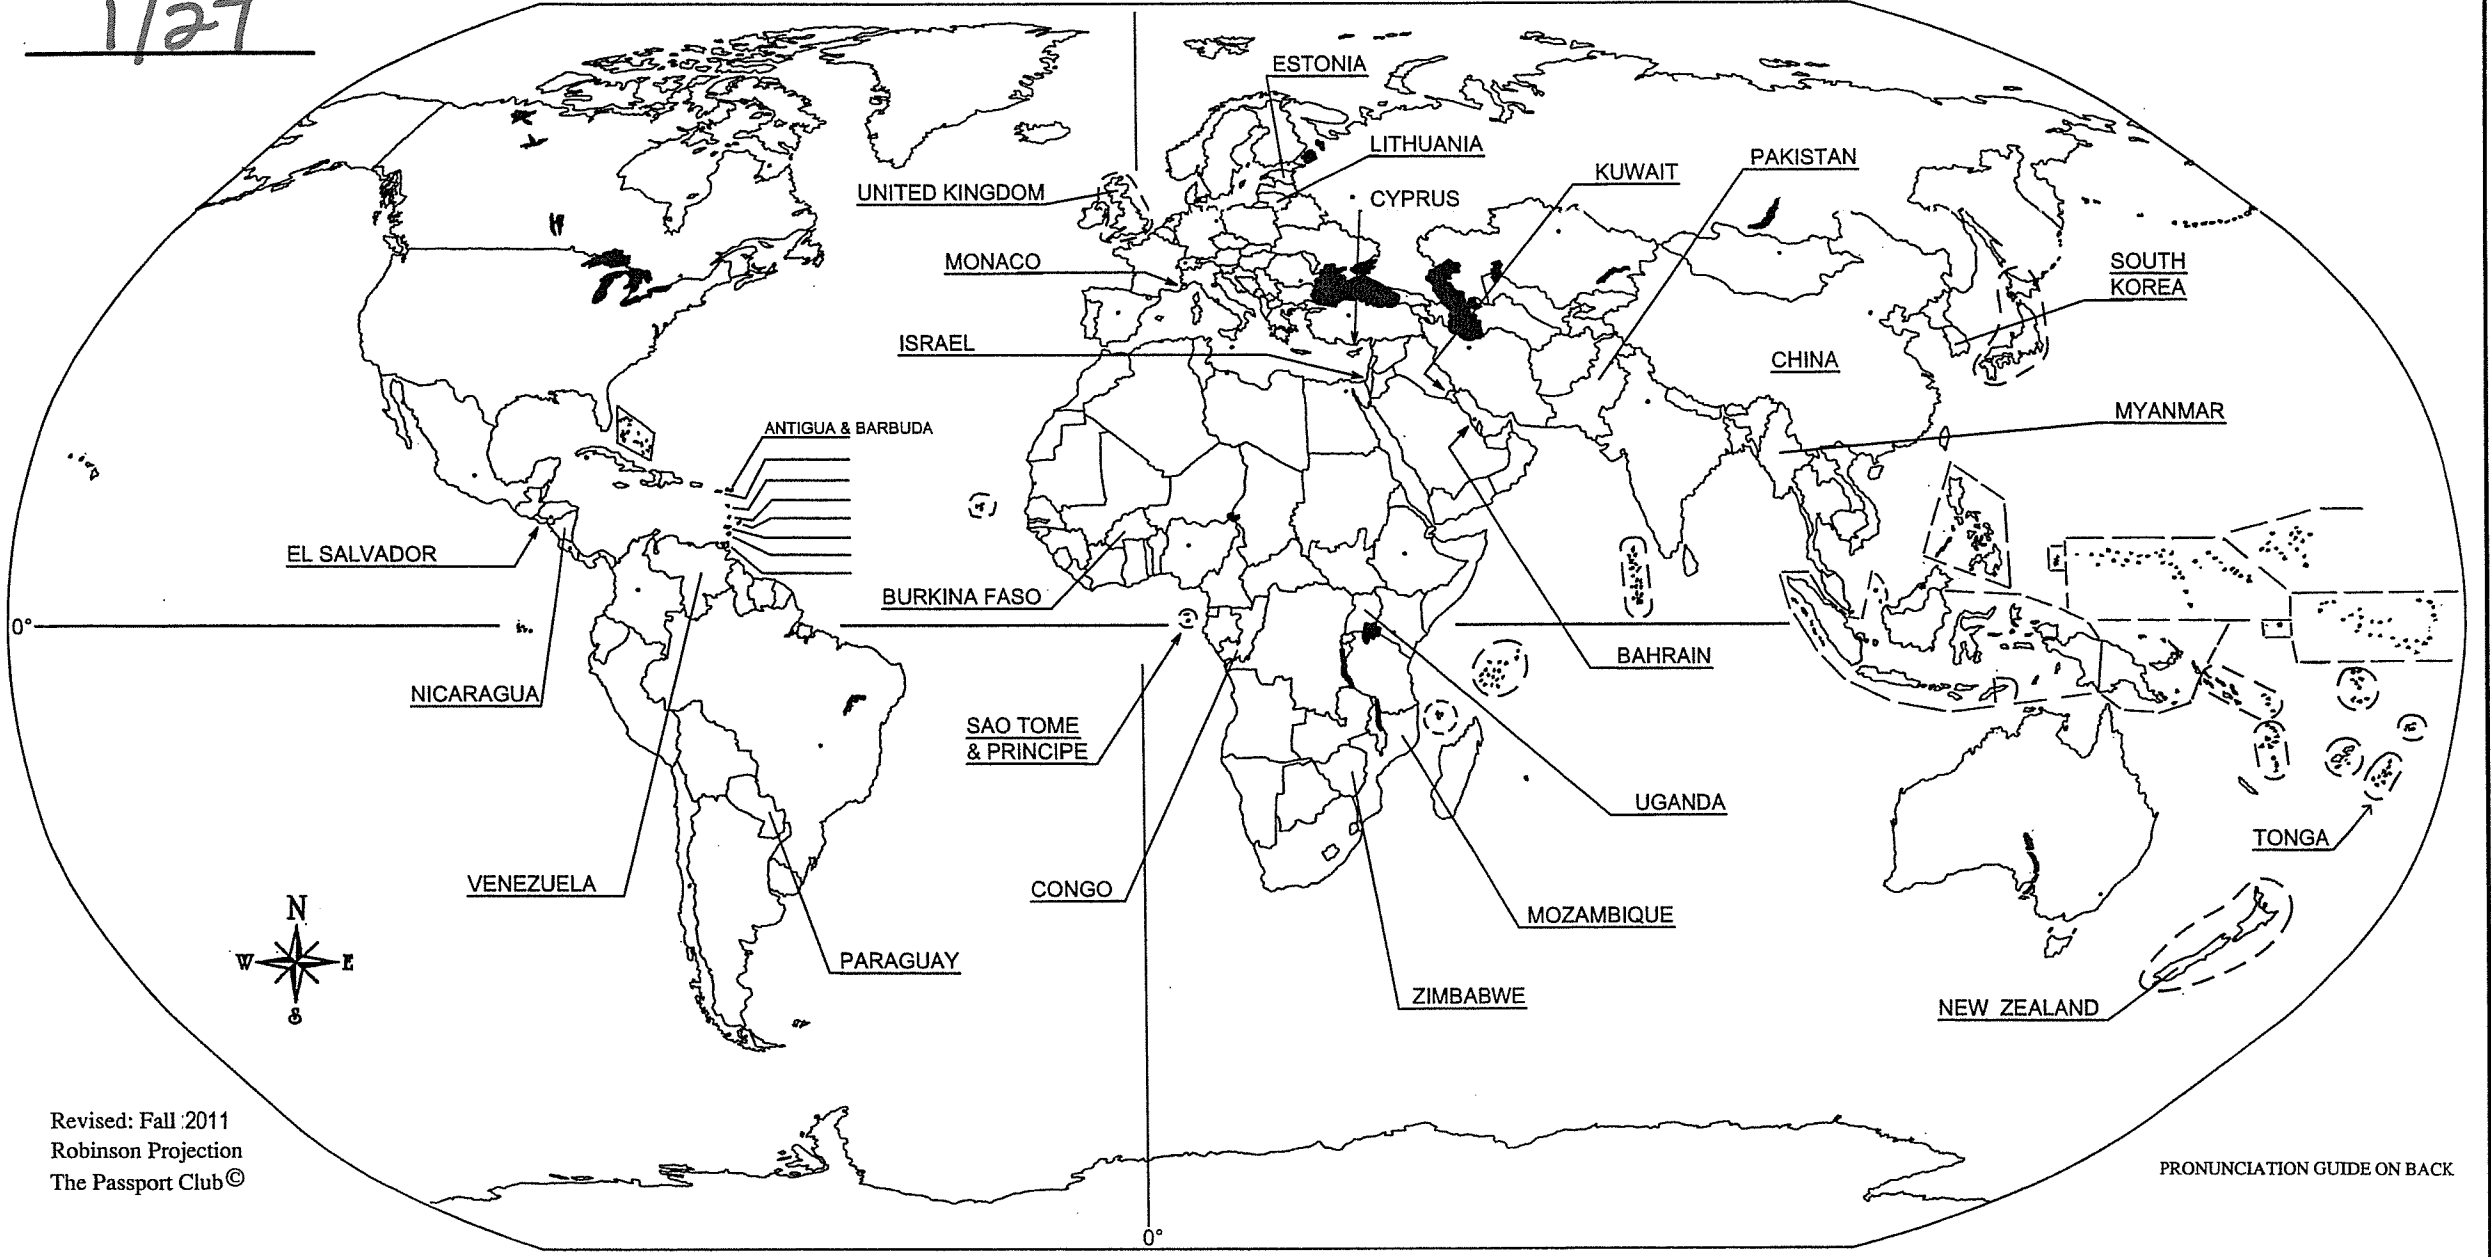 1/27
ESTONIA
LITHUANIA
UNITED KINGDOM
CYPRUS
KUWAIT
PAKISTAN
MONACO
SOUTH
KOREA
ISRAEL
CHINA
MYANMAR
ANTIGUA & BARBUDA
EL SALVADOR
BURKINA FASO
0°
BAHRAIN
NICARAGUA
SAO TOME
& PRINCIPE
UGANDA
TONGA
VENEZUELA
CONGO
MOZAMBIQUE
PARAGUAY
ZIMBABWE
NEW ZEALAND
N
W E
S
Revised: Fall 2011
Robinson Projection
The Passport Club©
PRONUNCIATION GUIDE ON BACK
0°